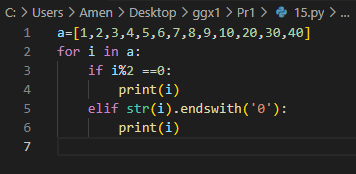 C: > Users > Amen > Desktop > ggx1 > Pr1 > 15.py > ...
1 a=[1,2,3,4,5,6,7,8,9,10,20,30,40]
2 for i in a:
3     if i%2 ==0:
4         print(i)
5     elif str(i).endswith('0'):
6         print(i)
7